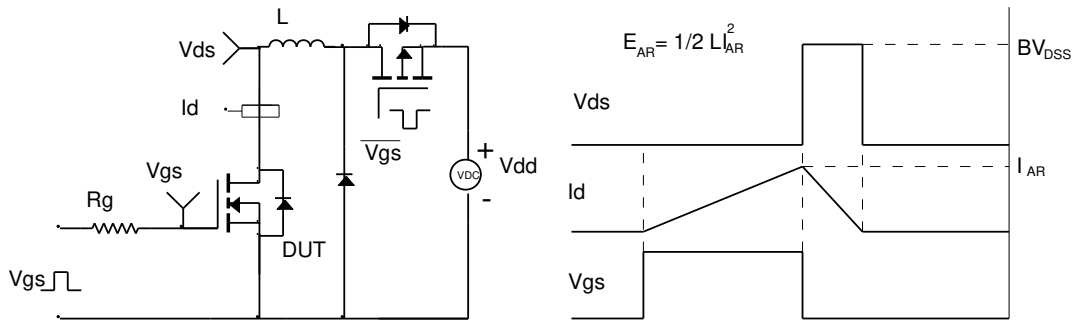 L
Vds
Id
Vgs
Rg
DUT
Vgs
Vgs
VDC
+
Vdd
-
E_AR = 1/2 LI_AR^2
BV_DSS
Vds
I_AR
Id
Vgs